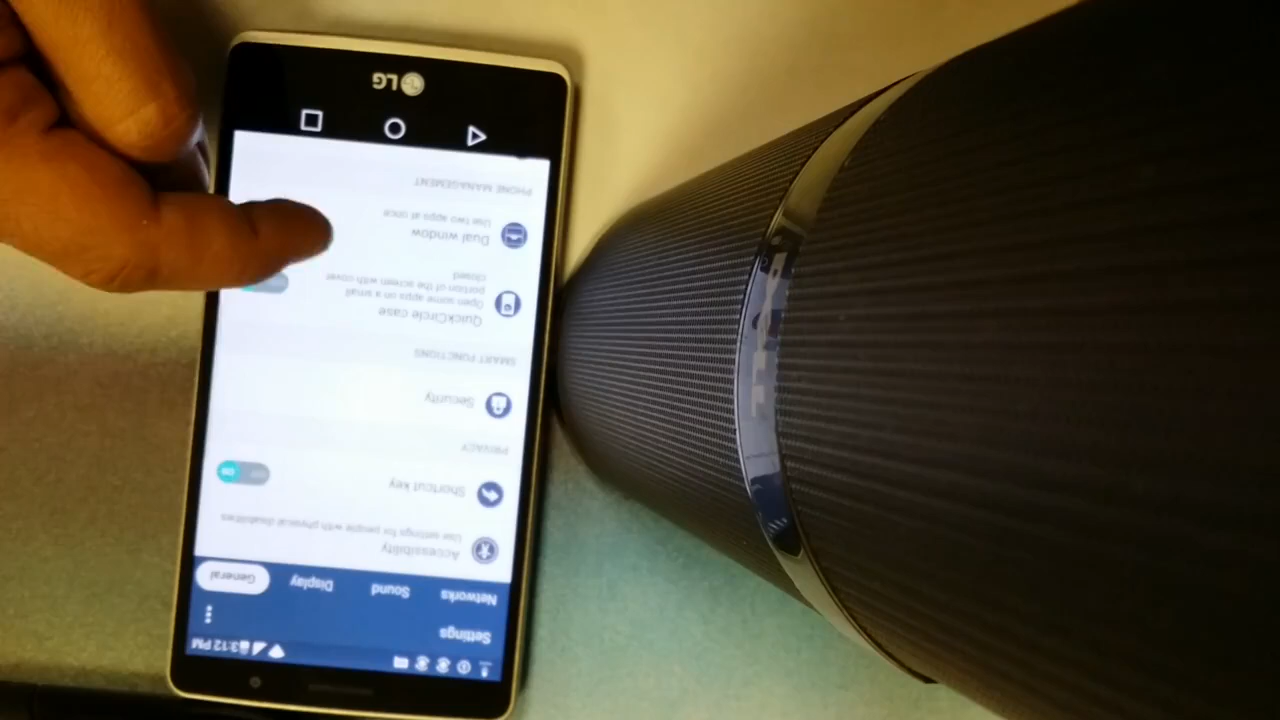 3:12 PM
Settings
Networks
Sound
Display
General
Accessibility
Use settings for people with physical disabilities
Shortcut key
ON
PRIVACY
Security
SMART FUNCTIONS
QuickCircle case
Open some apps on a small
portion of the screen with cover
closed
Dual window
Use two apps at once
PHONE MANAGEMENT
LG